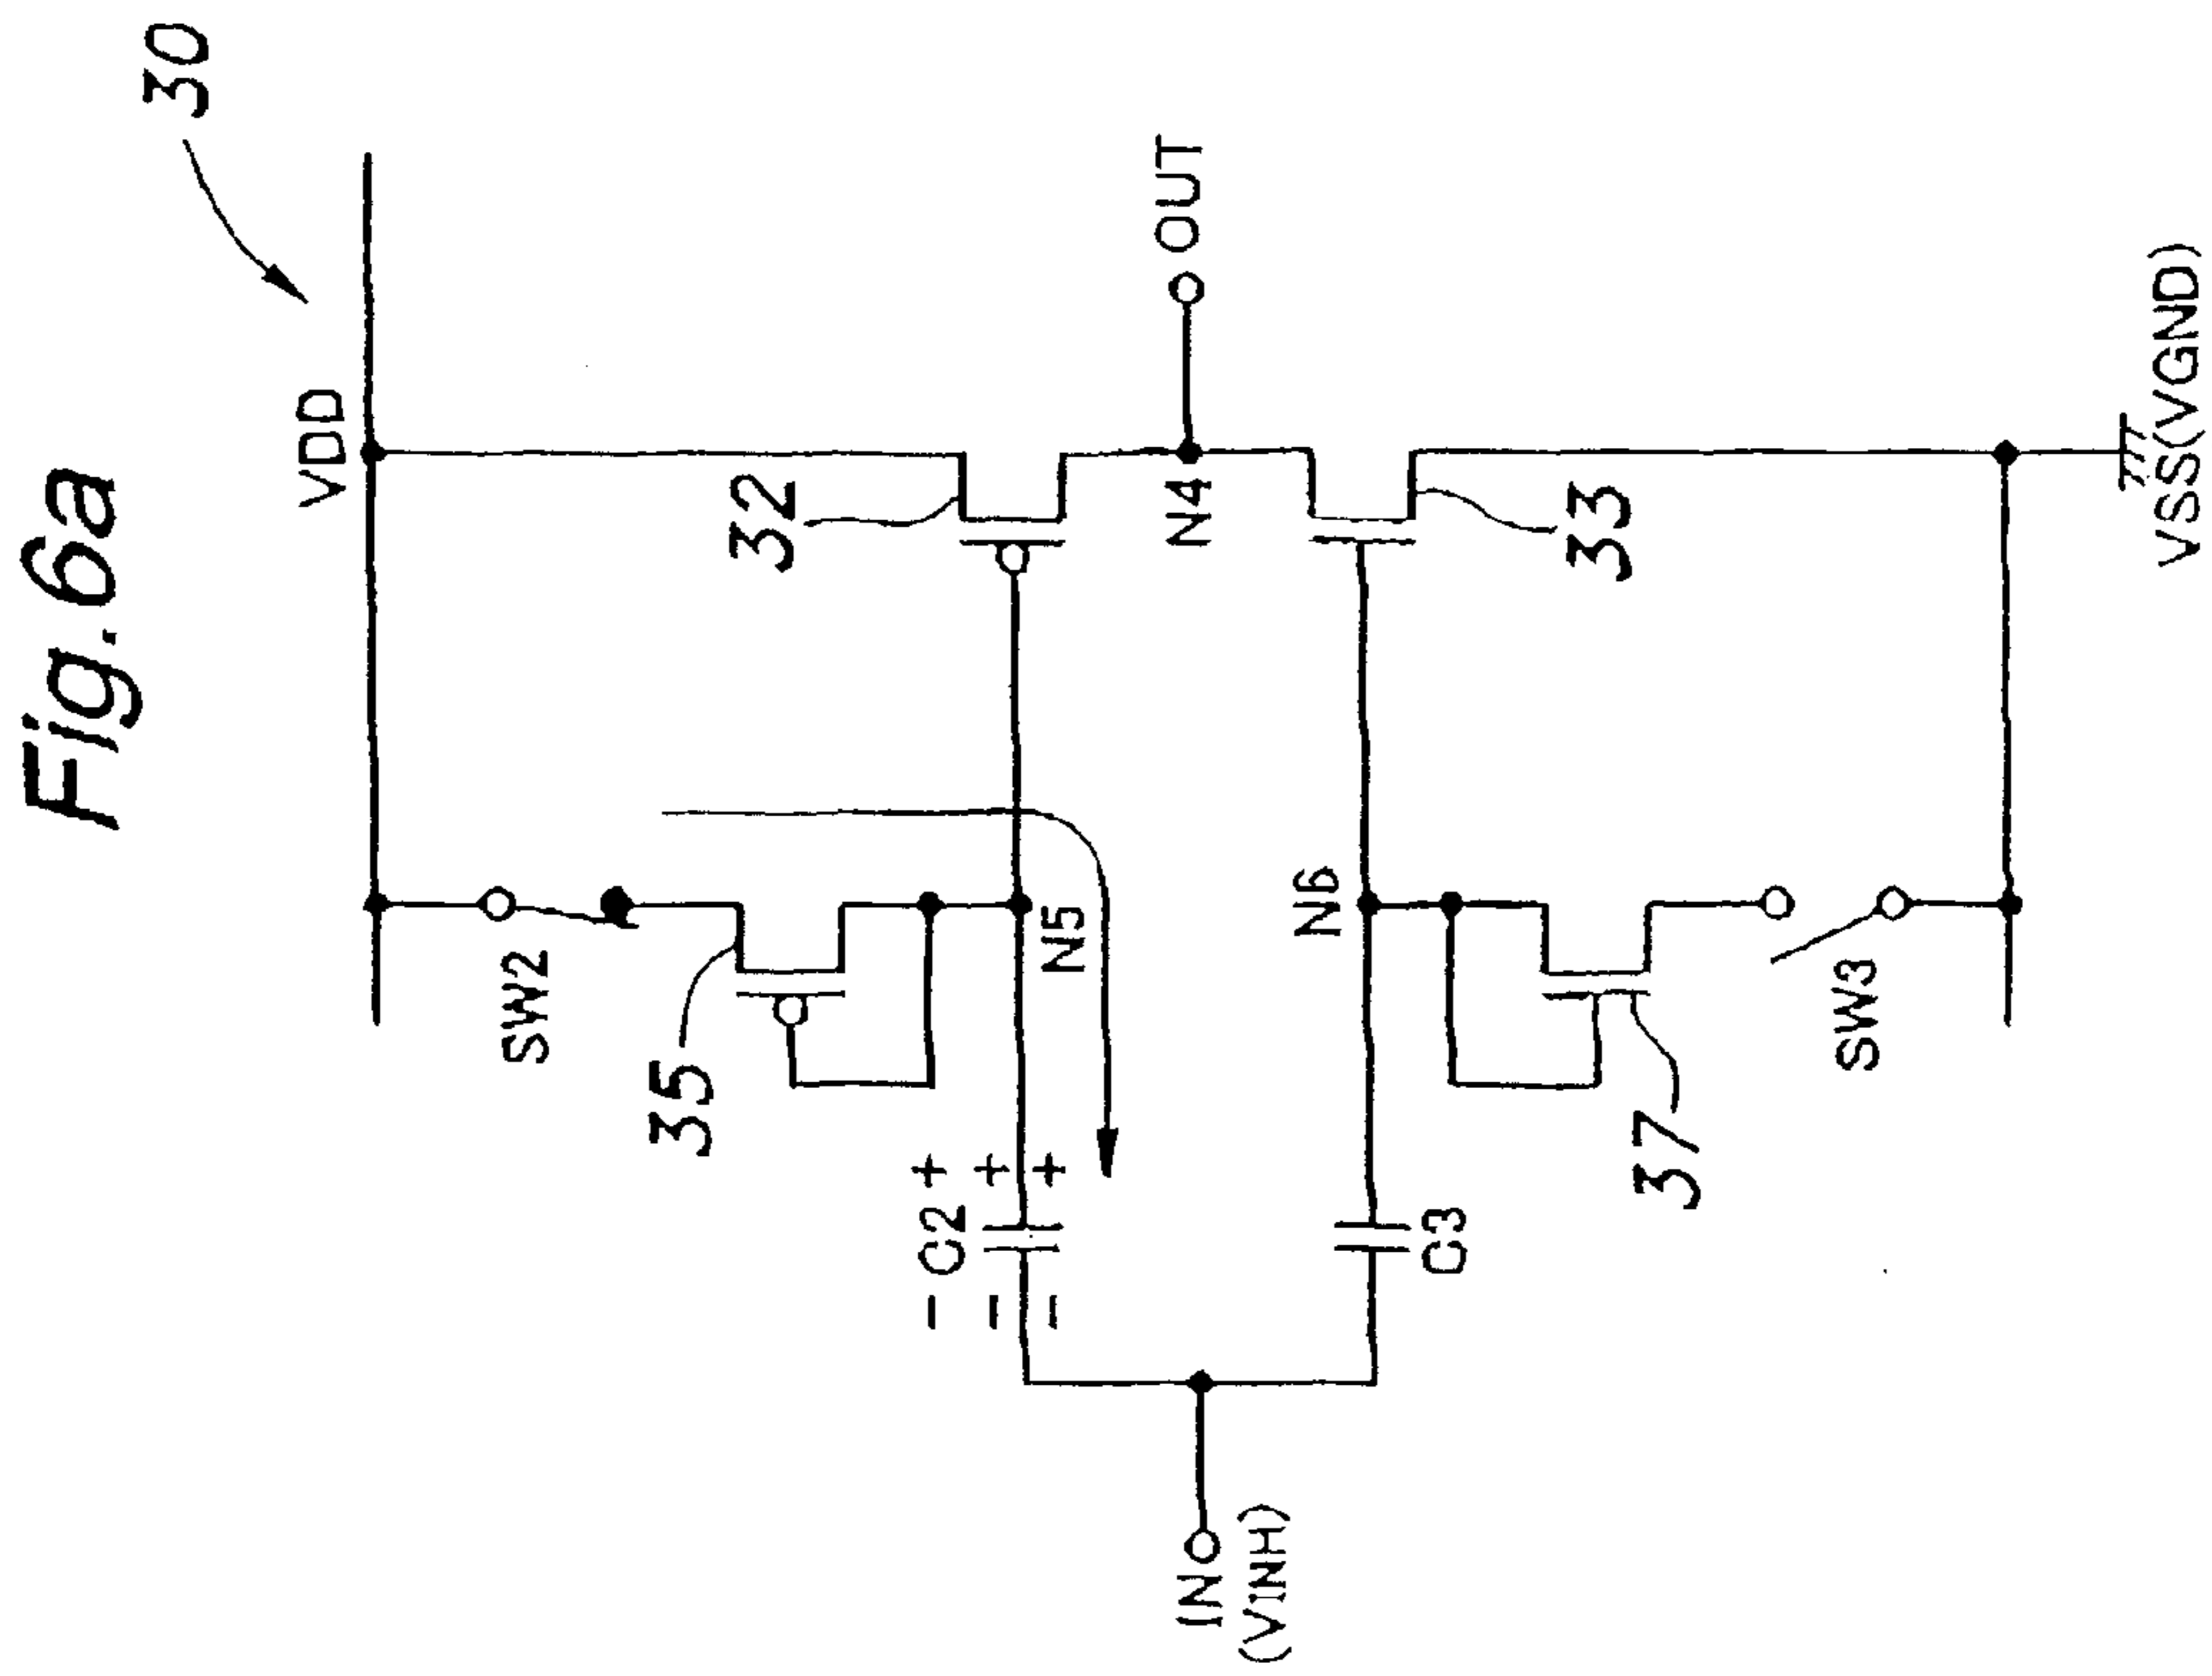 Fig. 6a
30
VDD
SW2
35
32
- C2 +
- +
- +
N5
N4
OUT
IN
(VINH)
N6
C3
37
33
SW3
VSS(VGND)